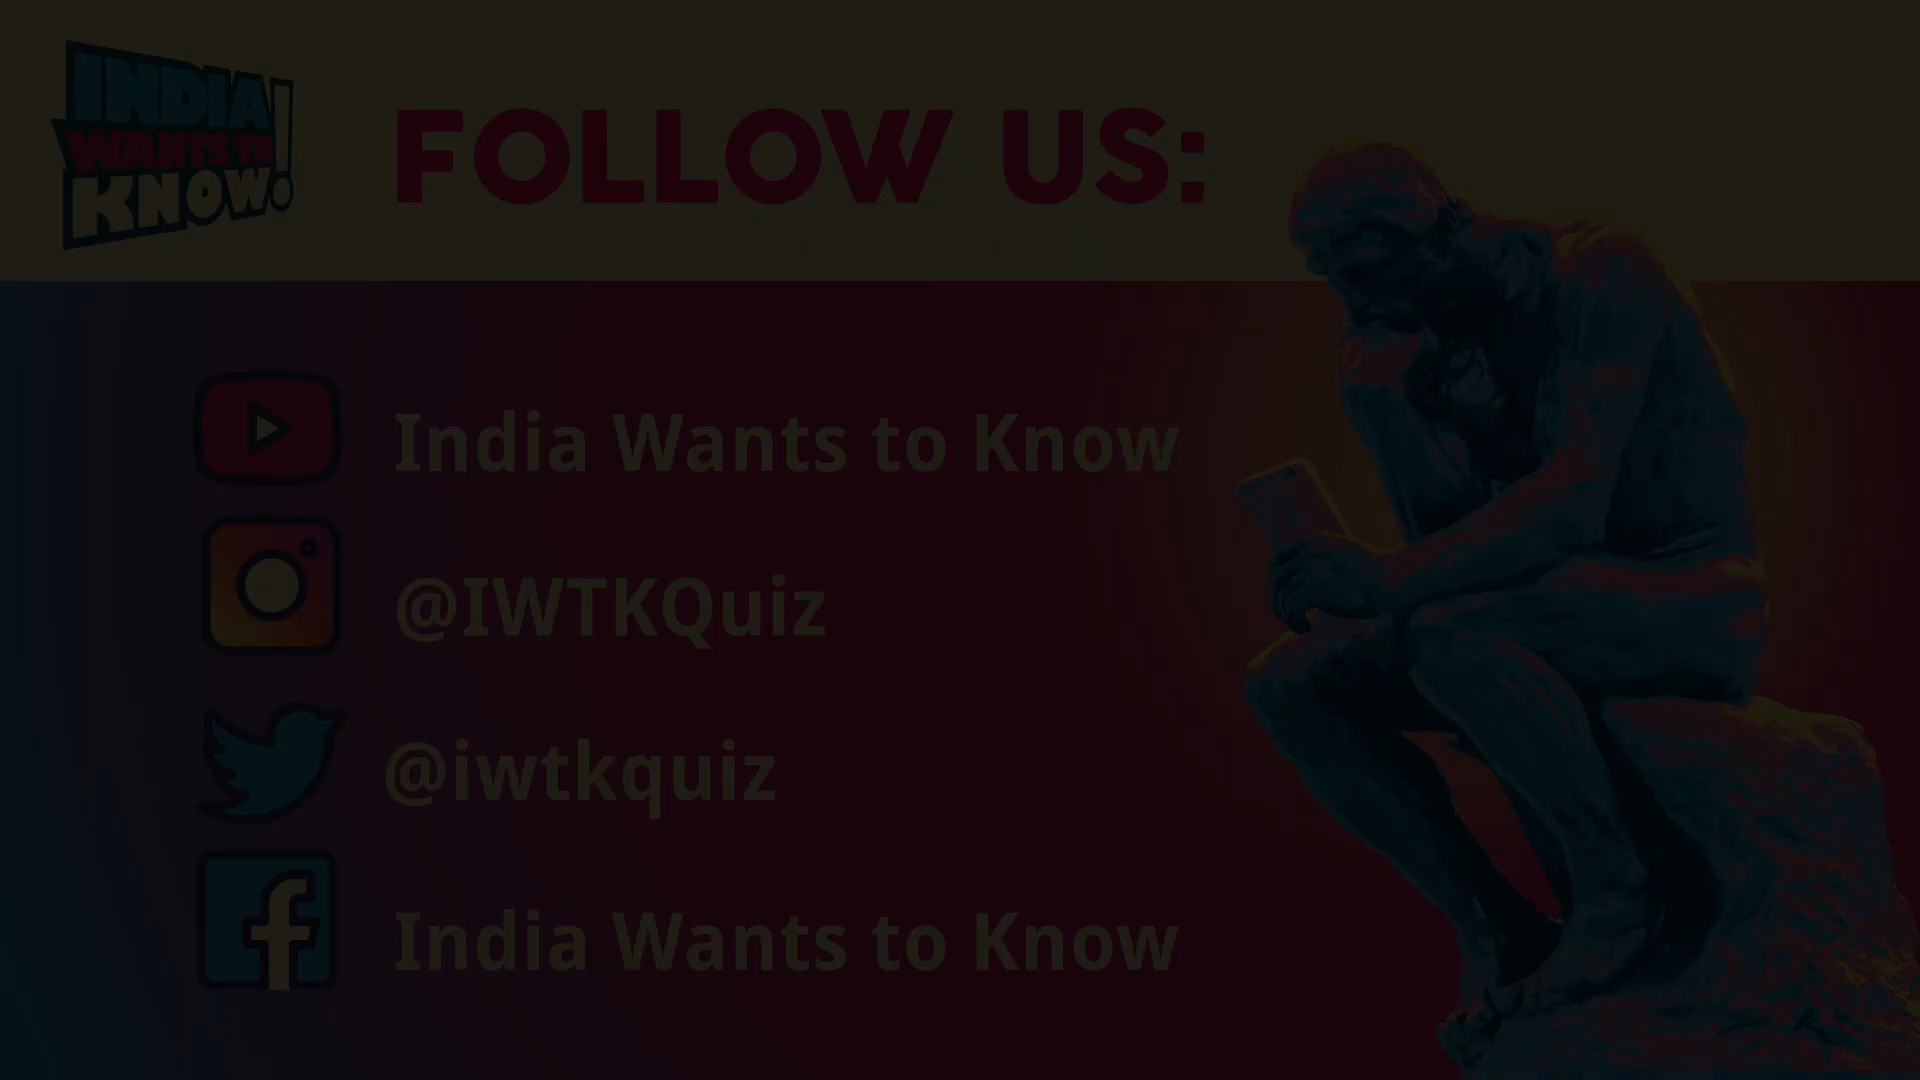 INDIA
WANTS TO
KNOW!
FOLLOW US:
India Wants to Know
@IWTKQuiz
@iwtkquiz
India Wants to Know